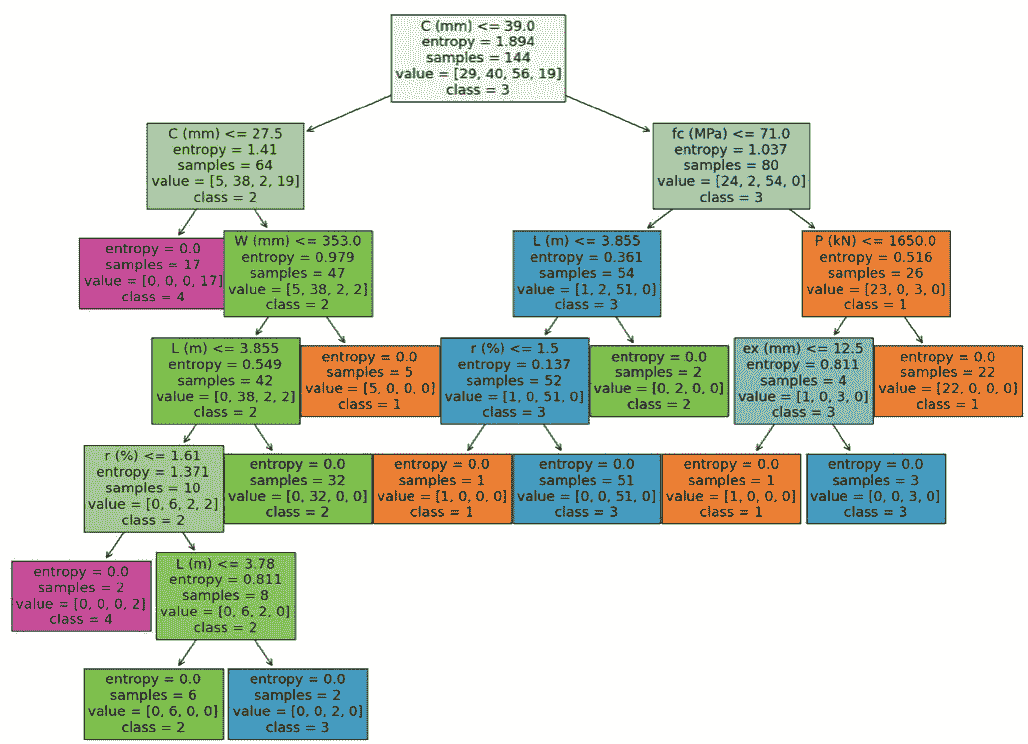 C (mm) <= 39.0
entropy = 1.894
samples = 144
value = [29, 40, 56, 19]
class = 3
C (mm) <= 27.5
entropy = 1.41
samples = 64
value = [5, 38, 2, 19]
class = 2
fc (MPa) <= 71.0
entropy = 1.037
samples = 80
value = [24, 2, 54, 0]
class = 3
entropy = 0.0
samples = 17
value = [0, 0, 0, 17]
class = 4
W (mm) <= 353.0
entropy = 0.979
samples = 47
value = [5, 38, 2, 2]
class = 2
L (m) <= 3.855
entropy = 0.361
samples = 54
value = [1, 2, 51, 0]
class = 3
P (kN) <= 1650.0
entropy = 0.516
samples = 26
value = [23, 0, 3, 0]
class = 1
L (m) <= 3.855
entropy = 0.549
samples = 42
value = [0, 38, 2, 2]
class = 2
entropy = 0.0
samples = 5
value = [5, 0, 0, 0]
class = 1
r (%) <= 1.5
entropy = 0.137
samples = 52
value = [1, 0, 51, 0]
class = 3
entropy = 0.0
samples = 2
value = [0, 2, 0, 0]
class = 2
ex (mm) <= 12.5
entropy = 0.811
samples = 4
value = [1, 0, 3, 0]
class = 3
entropy = 0.0
samples = 22
value = [22, 0, 0, 0]
class = 1
r (%) <= 1.61
entropy = 1.371
samples = 10
value = [0, 6, 2, 2]
class = 2
entropy = 0.0
samples = 32
value = [0, 32, 0, 0]
class = 2
entropy = 0.0
samples = 1
value = [1, 0, 0, 0]
class = 1
entropy = 0.0
samples = 51
value = [0, 0, 51, 0]
class = 3
entropy = 0.0
samples = 1
value = [1, 0, 0, 0]
class = 1
entropy = 0.0
samples = 3
value = [0, 0, 3, 0]
class = 3
entropy = 0.0
samples = 2
value = [0, 0, 0, 2]
class = 4
L (m) <= 3.78
entropy = 0.811
samples = 8
value = [0, 6, 2, 0]
class = 2
entropy = 0.0
samples = 6
value = [0, 6, 0, 0]
class = 2
entropy = 0.0
samples = 2
value = [0, 0, 2, 0]
class = 3